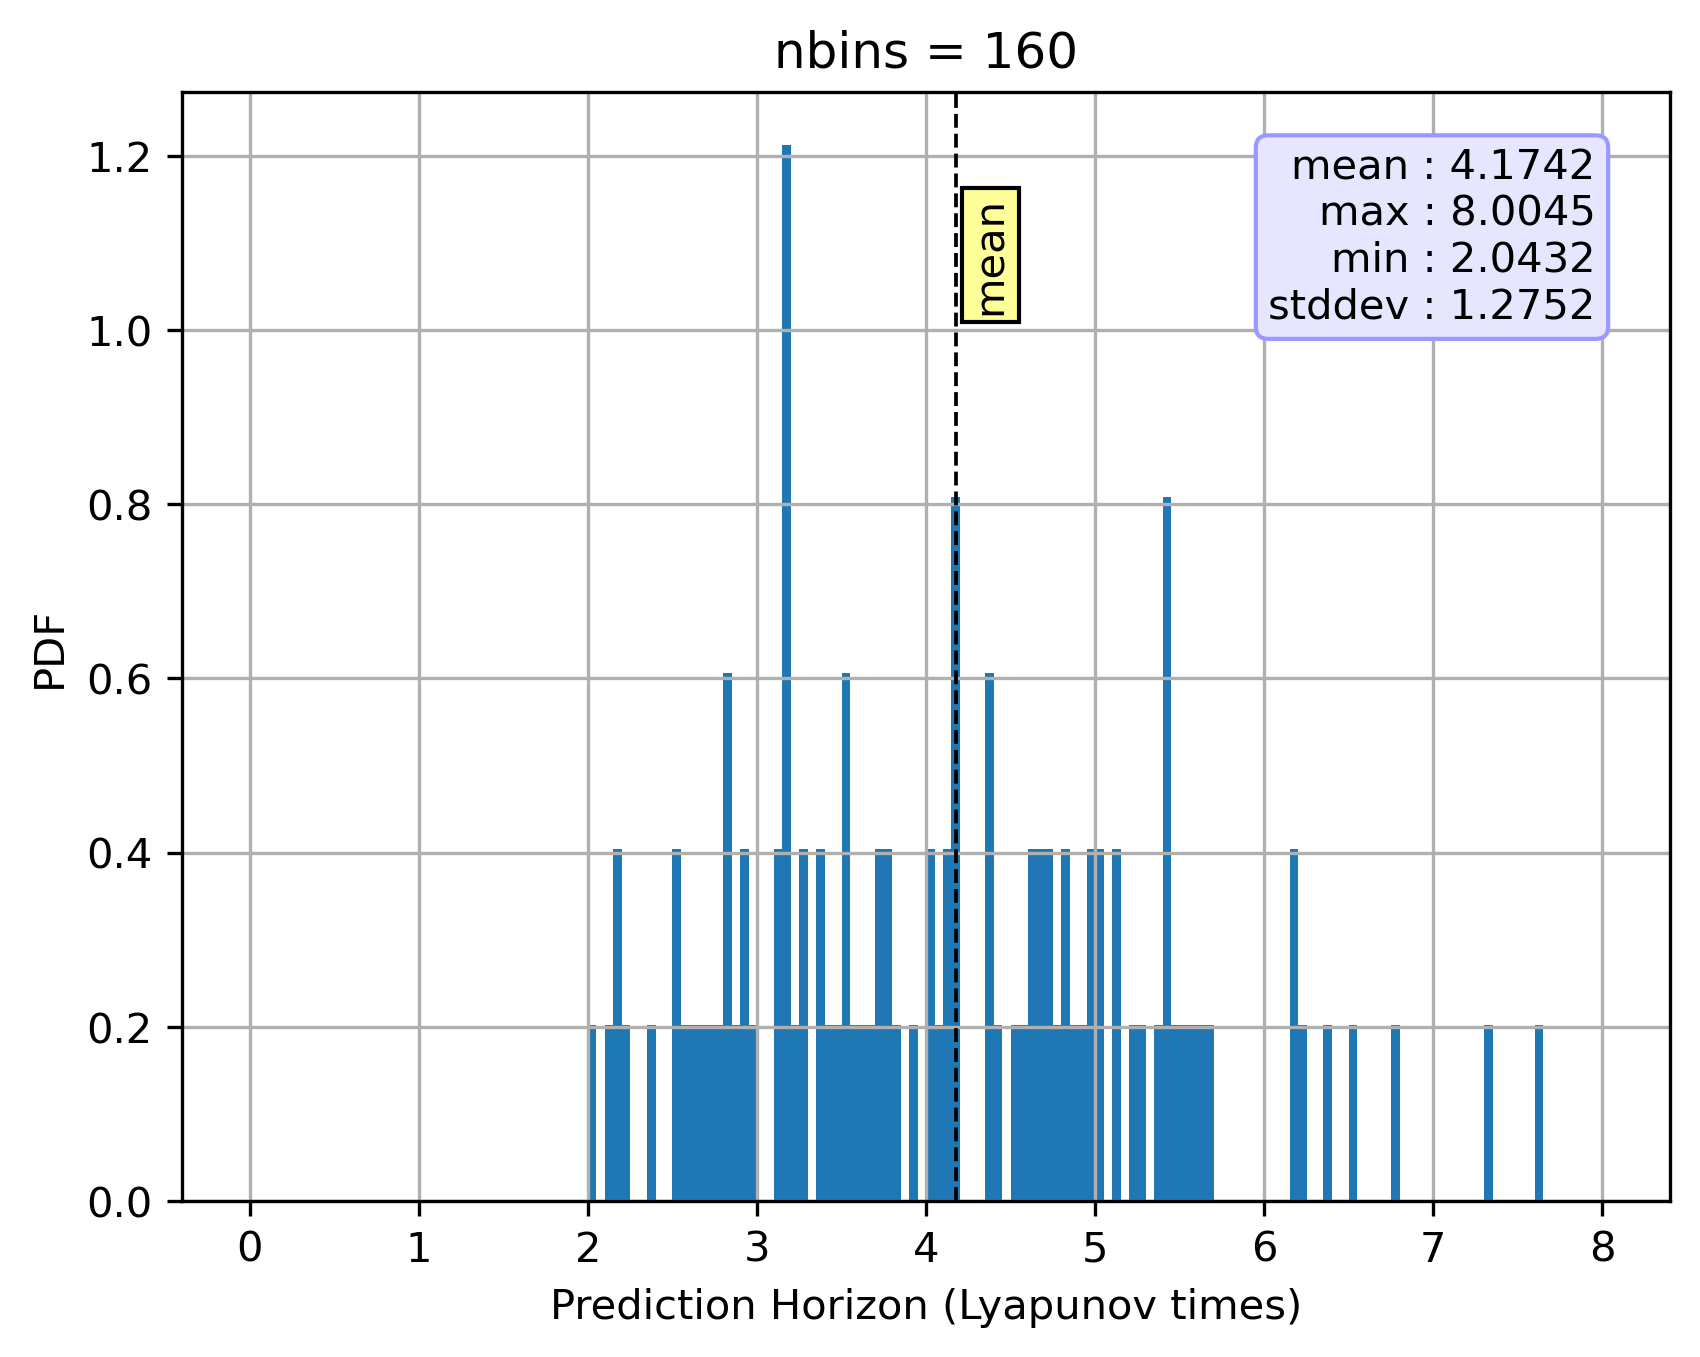 nbins = 160
mean : 4.1742
max : 8.0045
min : 2.0432
stddev : 1.2752
mean
PDF
1.2
1.0
0.8
0.6
0.4
0.2
0.0
0 1 2 3 4 5 6 7 8
Prediction Horizon (Lyapunov times)